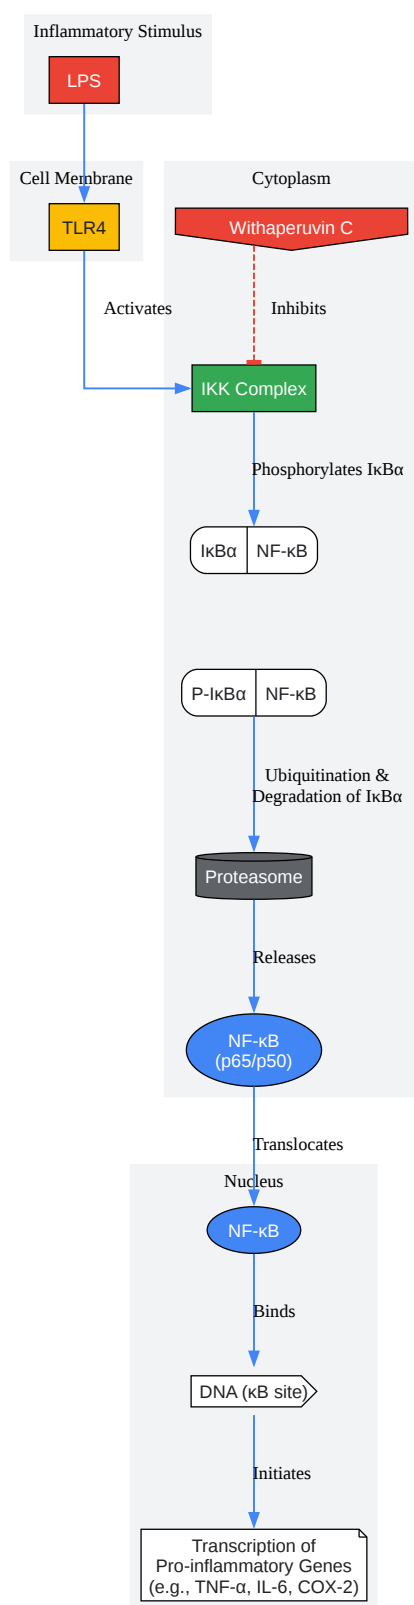 Inflammatory Stimulus
LPS
Cell Membrane
TLR4
Cytoplasm
Withaperuvin C
Activates
Inhibits
IKK Complex
Phosphorylates IκBα
IκBα
NF-κB
P-IκBα
NF-κB
Ubiquitination &
Degradation of IκBα
Proteasome
Releases
NF-κB
(p65/p50)
Translocates
Nucleus
NF-κB
Binds
DNA (κB site)
Initiates
Transcription of
Pro-inflammatory Genes
(e.g., TNF-α, IL-6, COX-2)